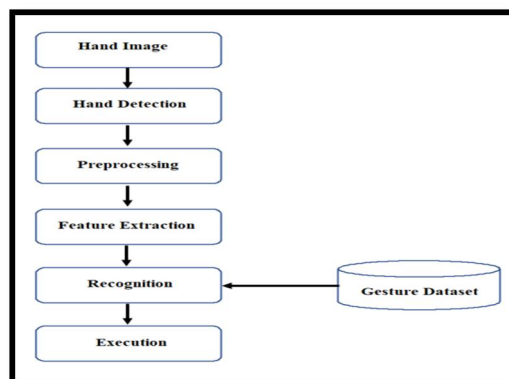 Hand Image
Hand Detection
Preprocessing
Feature Extraction
Recognition
Gesture Dataset
Execution